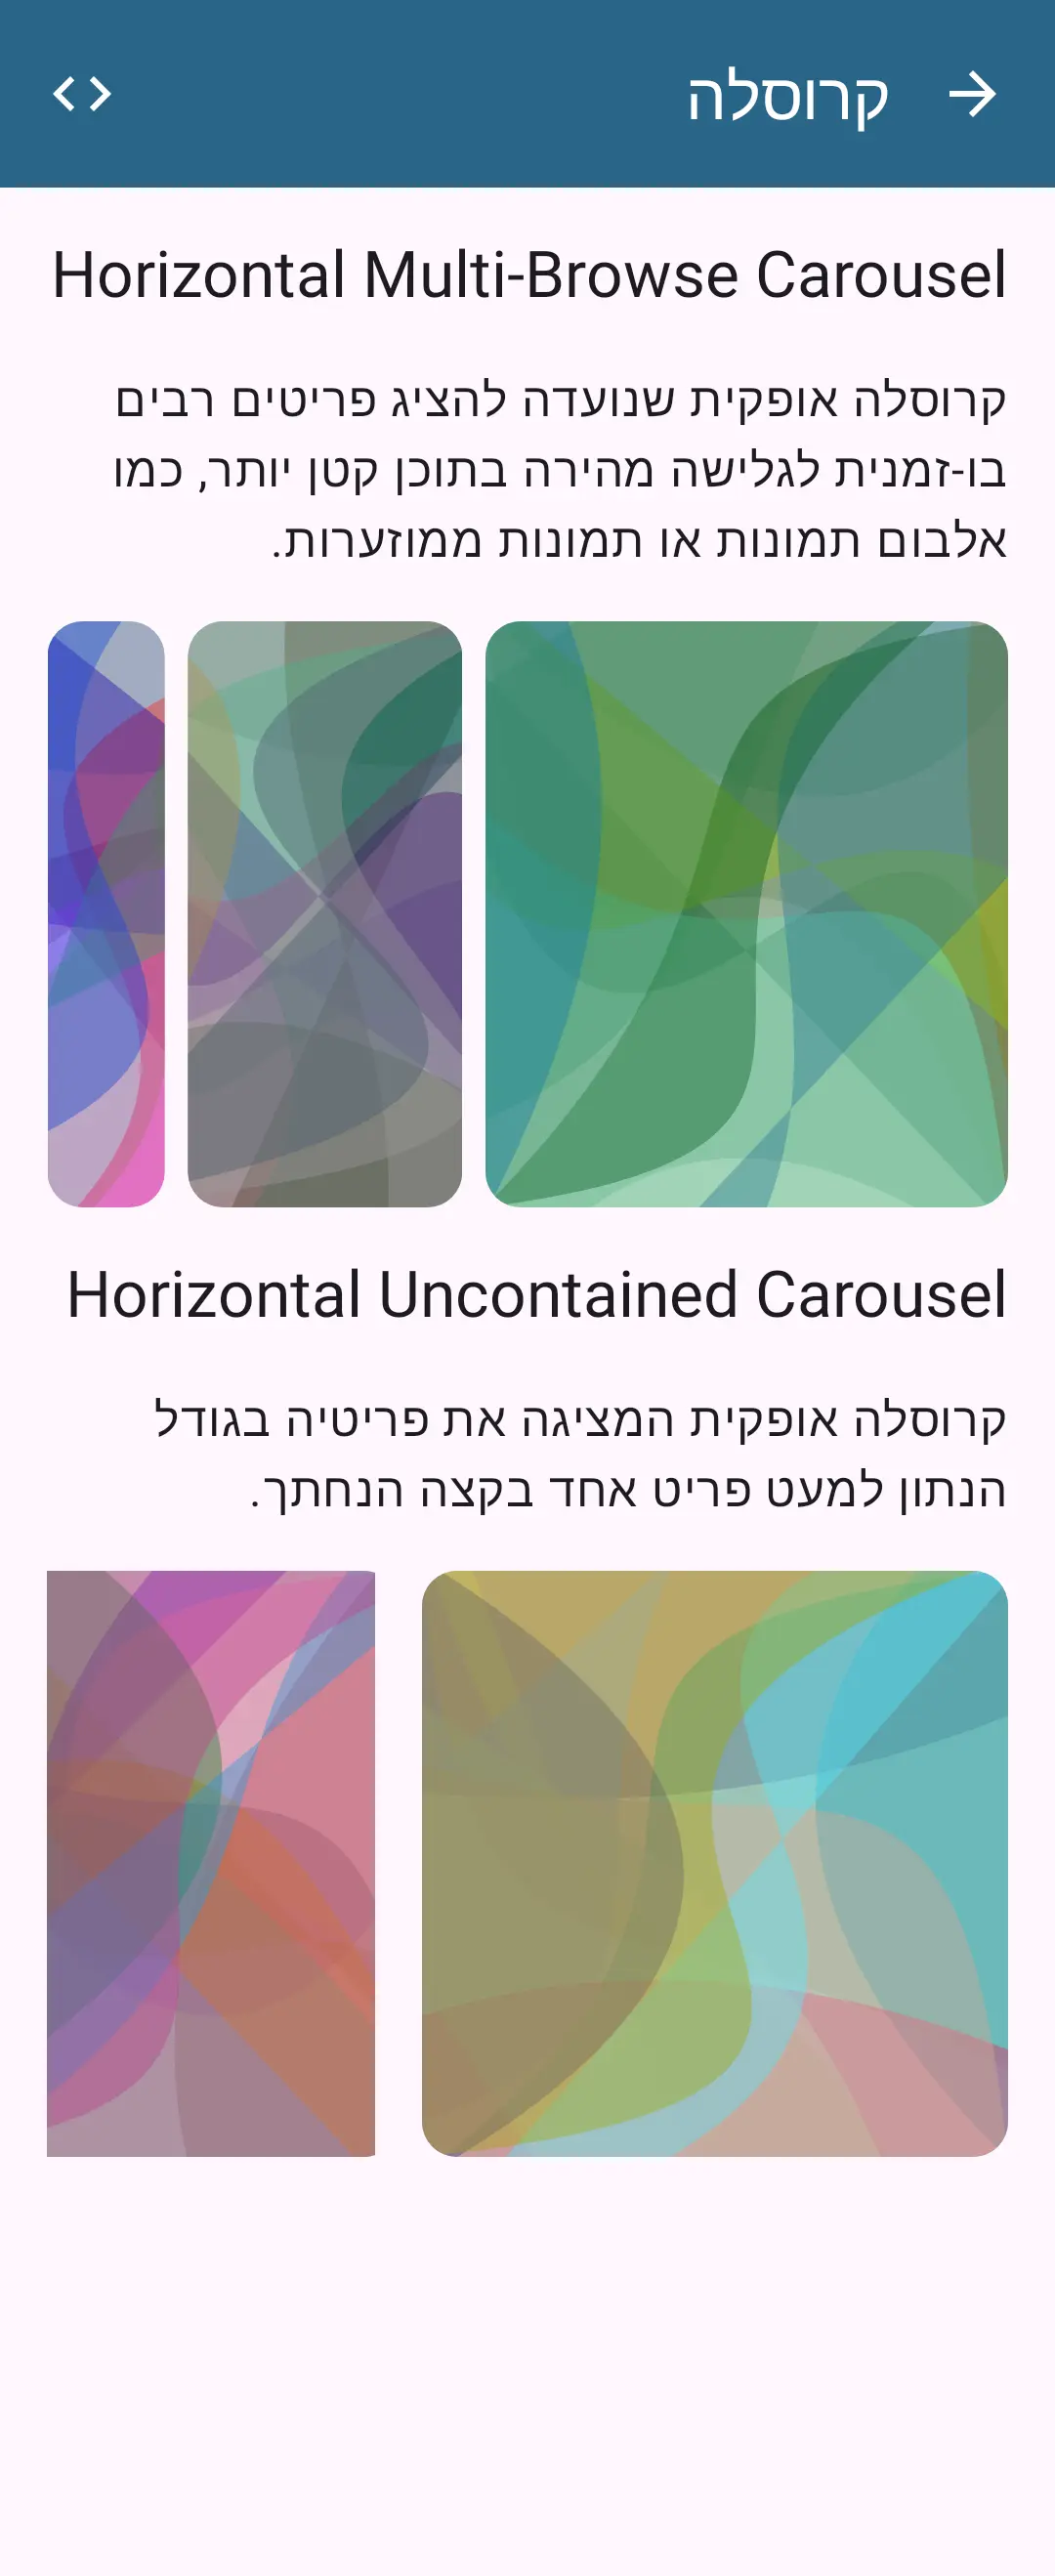 קרוסלה
Horizontal Multi-Browse Carousel
קרוסלה אופקית שנועדה להציג פריטים רבים
בו-זמנית לגלישה מהירה בתוכן קטן יותר, כמו
אלבום תמונות או תמונות ממוזערות.
Horizontal Uncontained Carousel
קרוסלה אופקית המציגה את פריטיה בגודל
הנתון למעט פריט אחד בקצה הנחתך.